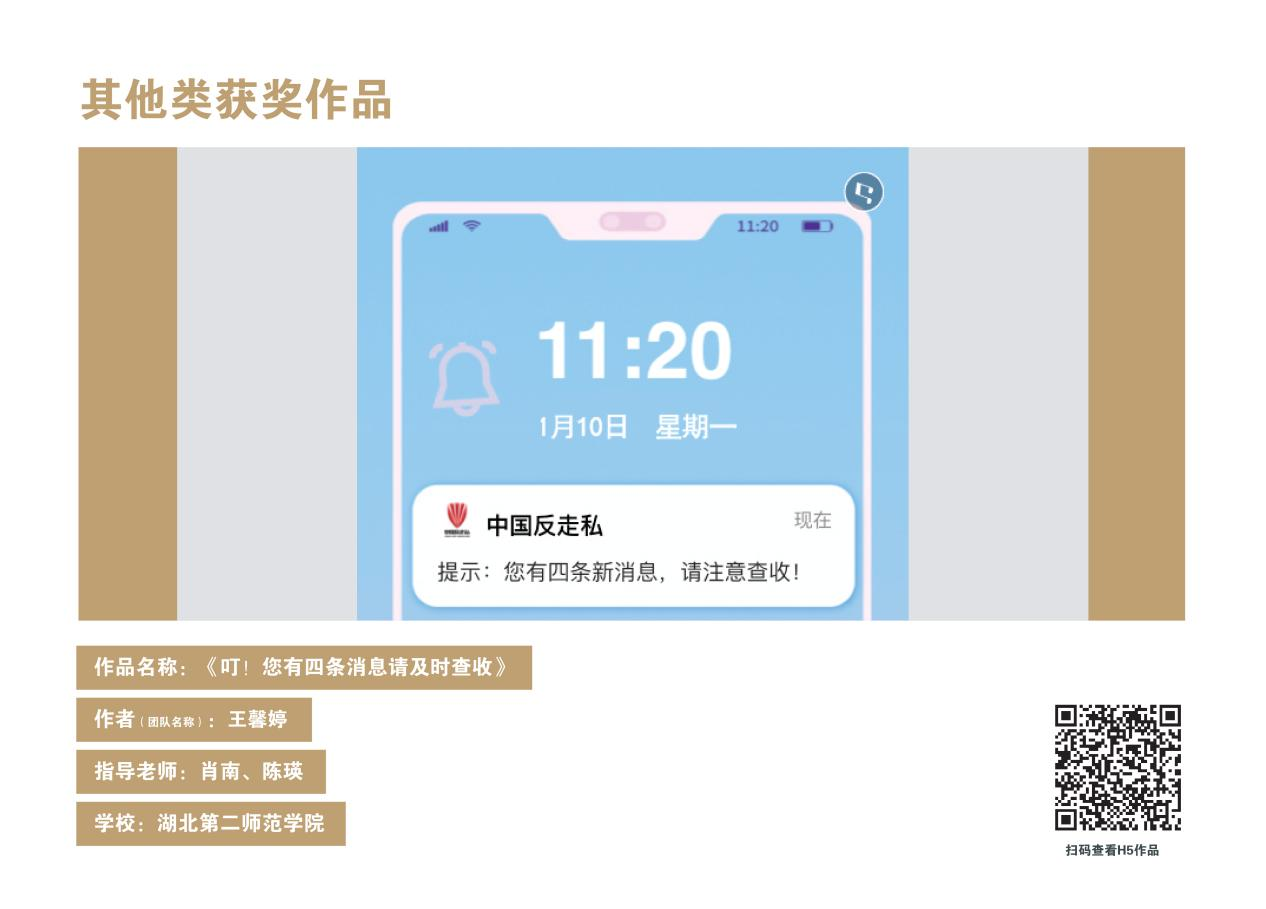 其他类获奖作品
11:20
11:20
1月10日 星期一
中国反走私 现在
提示：您有四条新消息，请注意查收！
作品名称：《叮！您有四条消息请及时查收》
作者（团队名称）：王馨婷
指导老师：肖南、陈瑛
学校：湖北第二师范学院
扫码查看H5作品